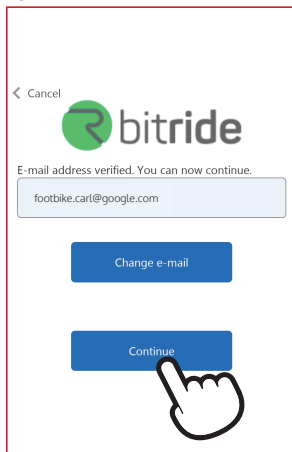 Cancel
bitride
E-mail address verified. You can now continue.
footbike.carl@google.com
Change e-mail
Continue